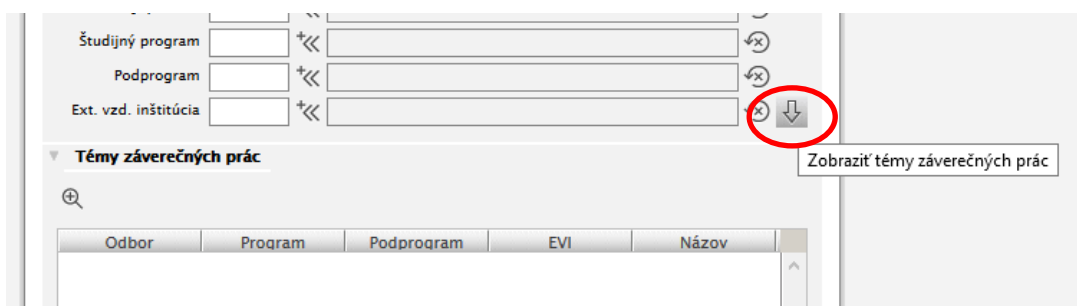 Študijný program
Podprogram
Ext. vzd. inštitúcia
Témy záverečných prác
Zobraziť témy záverečných prác
Odbor Program Podprogram EVI Názov